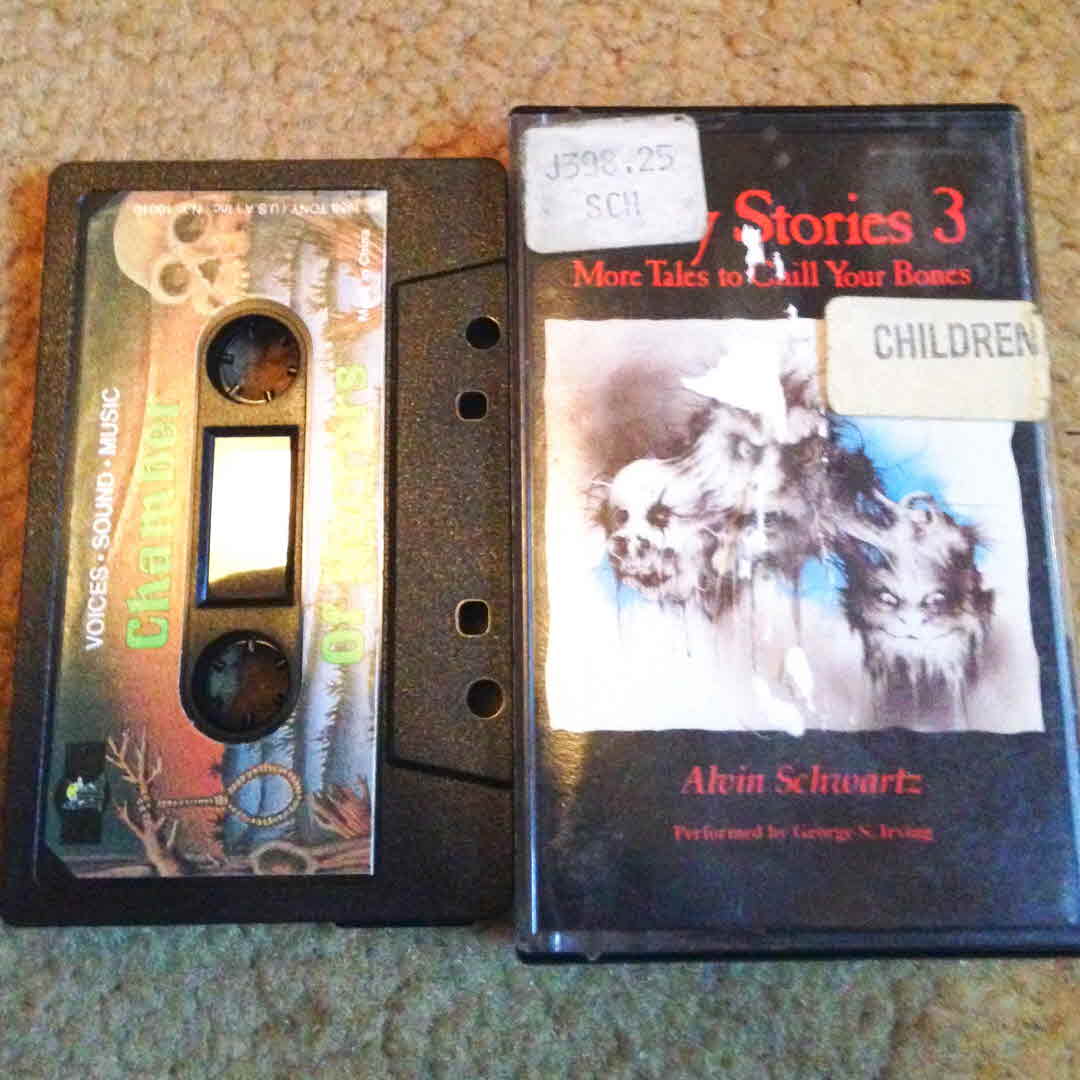 VOICES • SOUND • MUSIC
Chamber
of
J398.25
SCH
y Stories 3
More Tales to Chill Your Bones
CHILDREN
Alvin Schwartz
Performed by George S. Irving